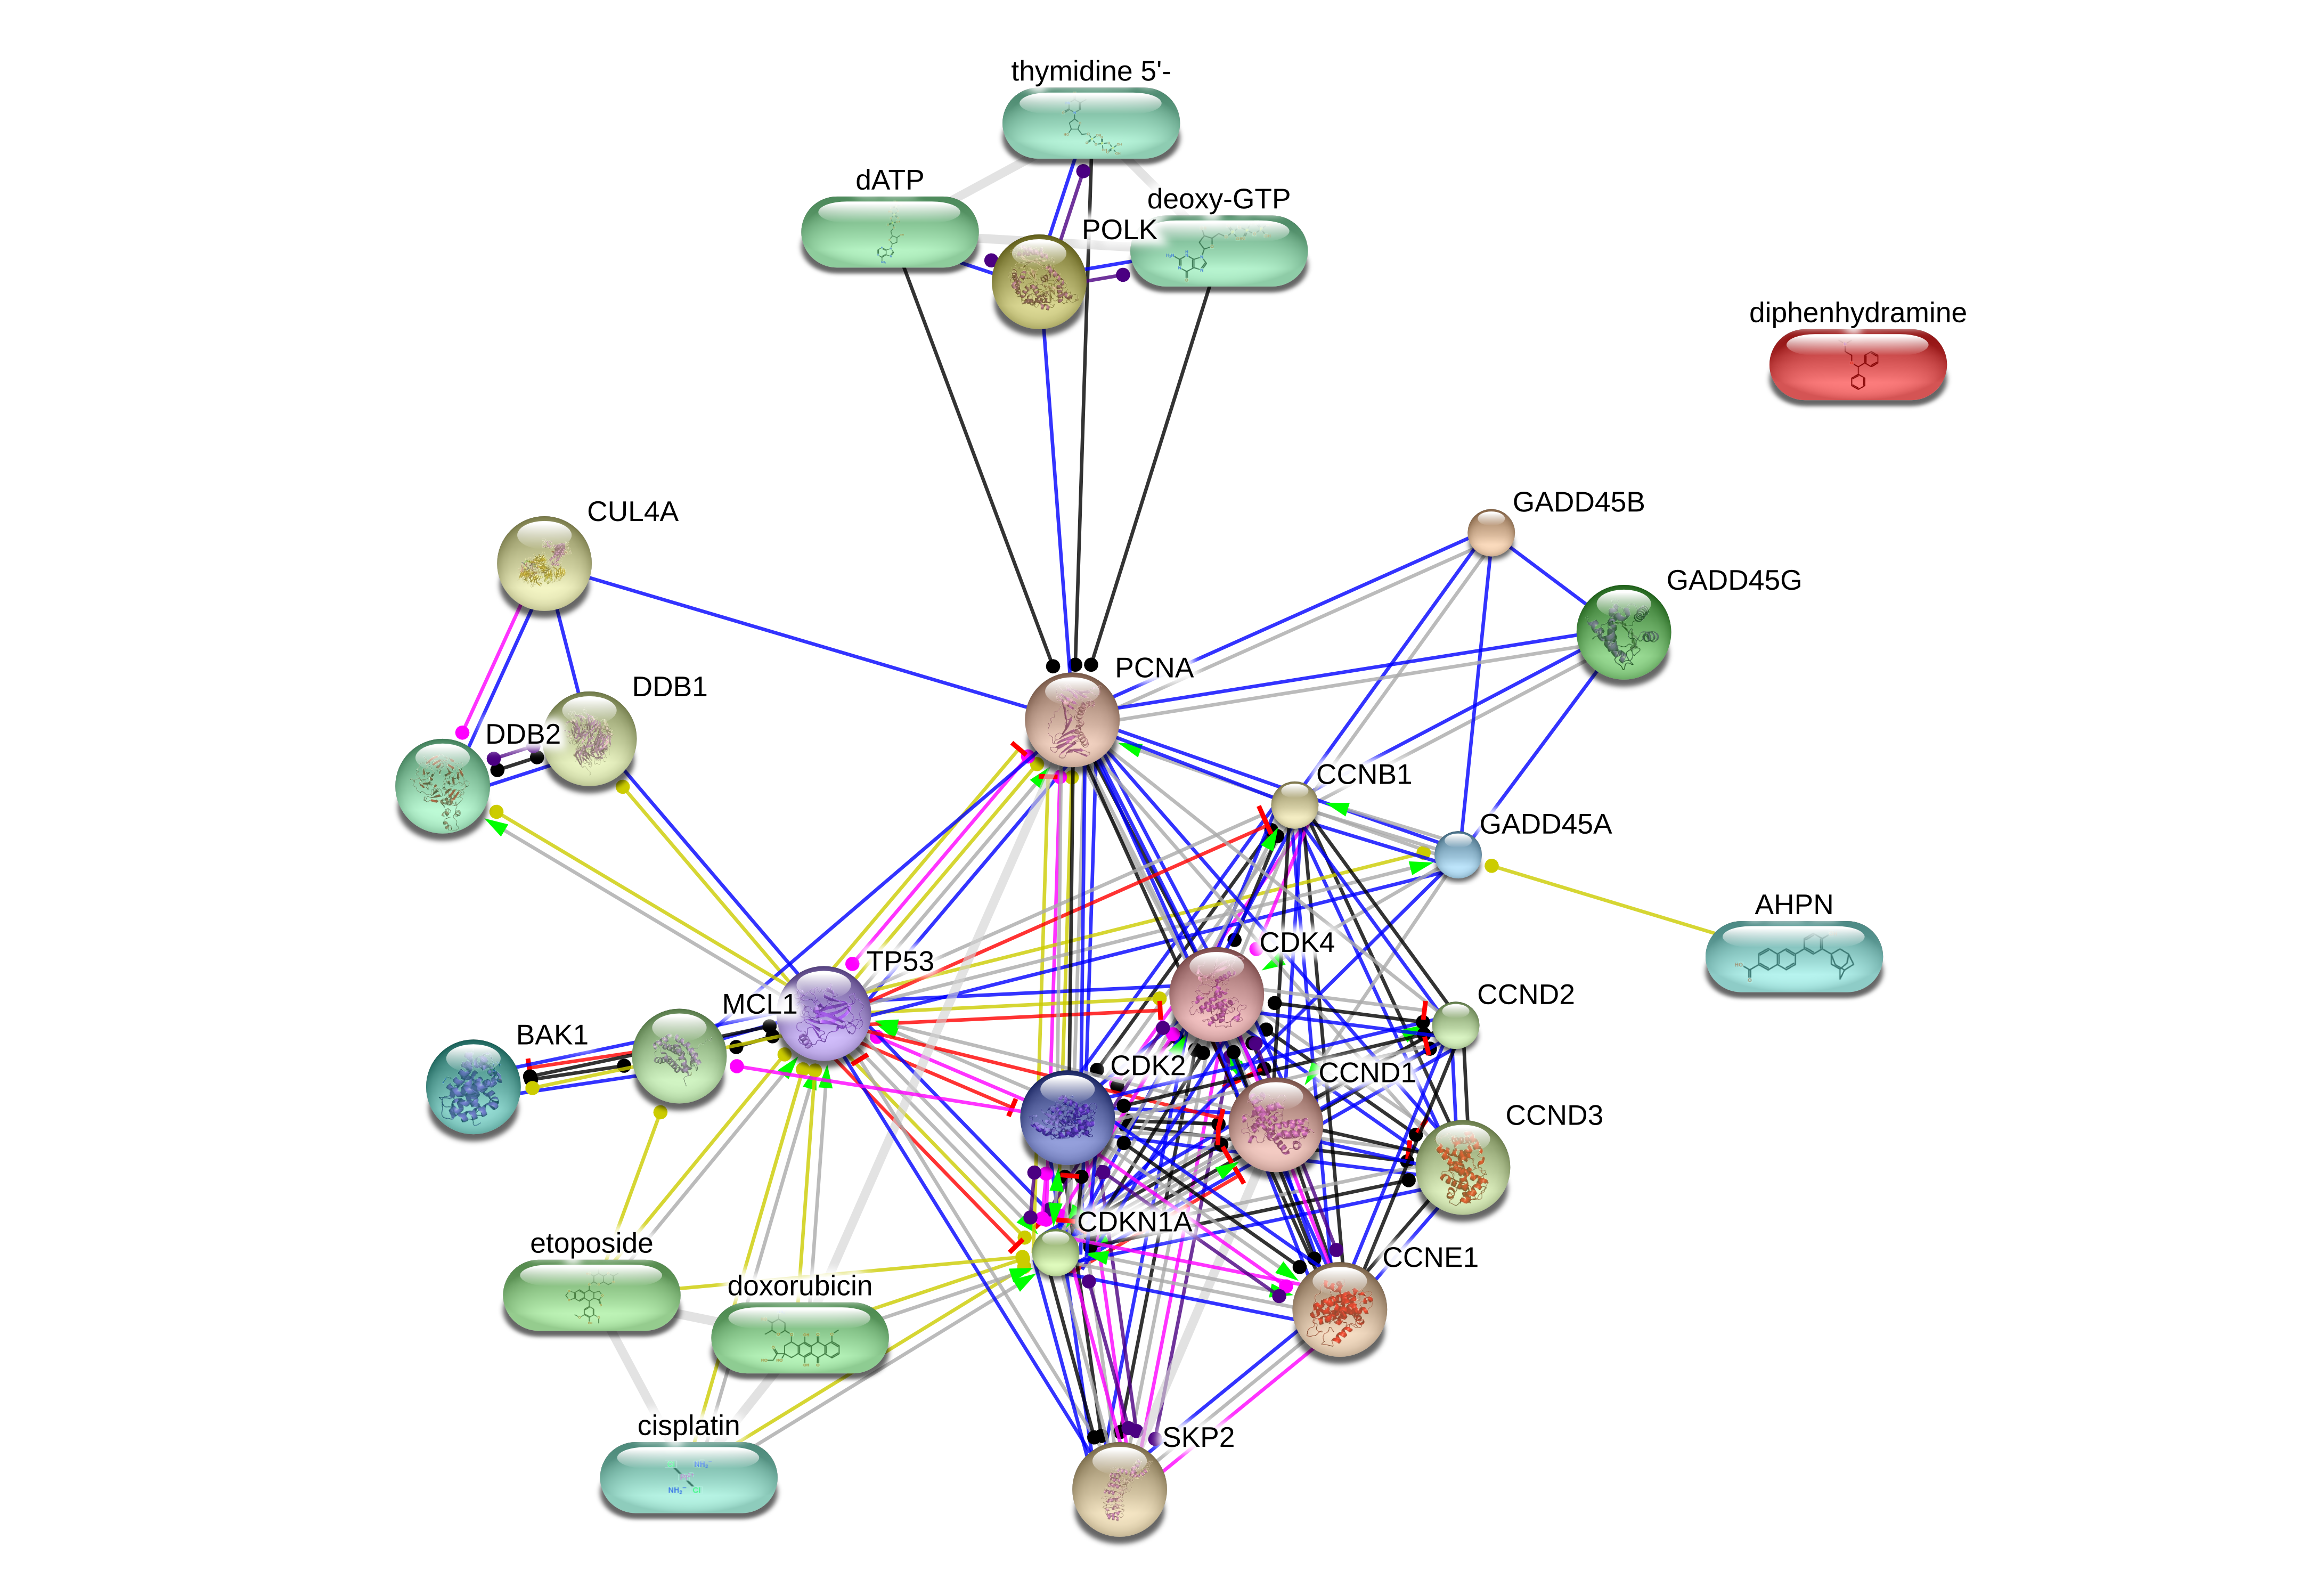 thymidine 5'-
dATP
deoxy-GTP
POLK
diphenhydramine
GADD45B
CUL4A
GADD45G
PCNA
DDB1
DDB2
CCNB1
GADD45A
AHPN
CDK4
TP53
CCND2
MCL1
BAK1
CDK2
CCND1
CCND3
CDKN1A
etoposide
CCNE1
doxorubicin
cisplatin
SKP2